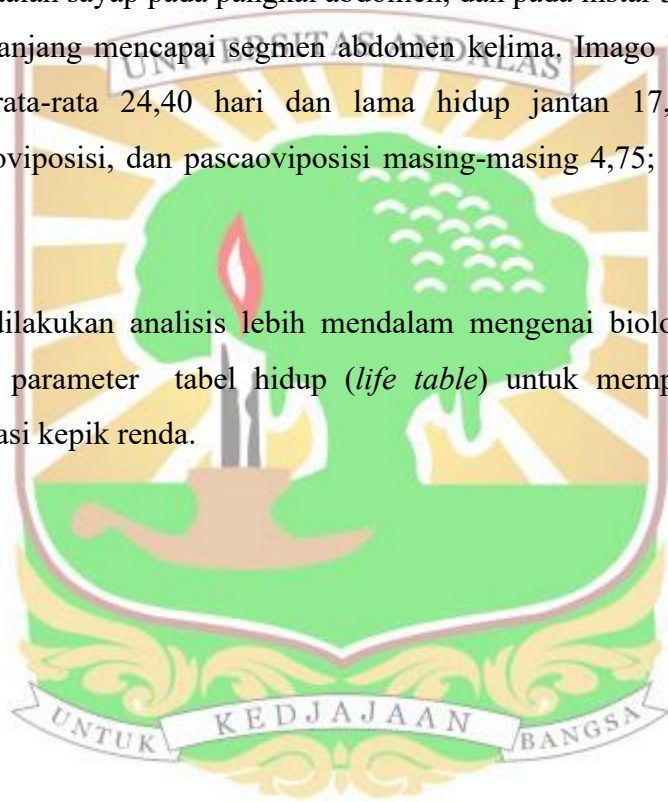 pada pangkal abdomen, dan pada instar
anjang mencapai segmen abdomen kelima. Imago
UNIVERSITAS ANDALAS
rata-rata 24,40 hari dan lama hidup jantan 17,
oviposisi, dan pascaoviposisi masing-masing 4,75;
dilakukan analisis lebih mendalam mengenai biolo
parameter tabel hidup (life table) untuk memp
asi kepik renda.
UNTUK KEDJAJAAN BANGSA